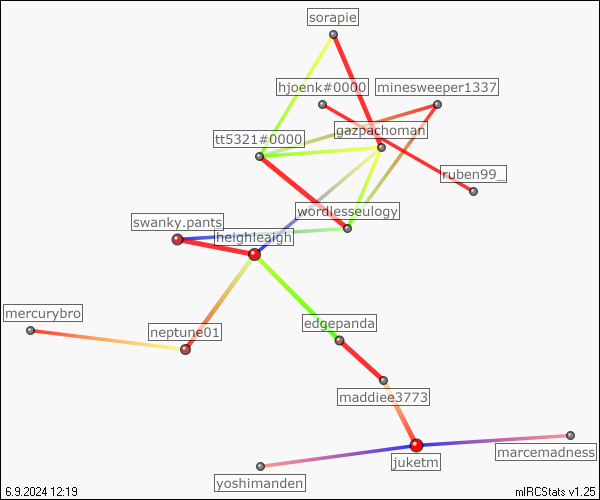 sorapie
hjoenk#0000
minesweeper1337
gazpachoman
tt5321#0000
ruben99_
wordlesseulogy
swanky.pants
heighleaigh
mercurybro
neptune01
edgepanda
maddiee3773
marcemadness
juketm
yoshimanden
6.9.2024 12:19
mIRCStats v1.25